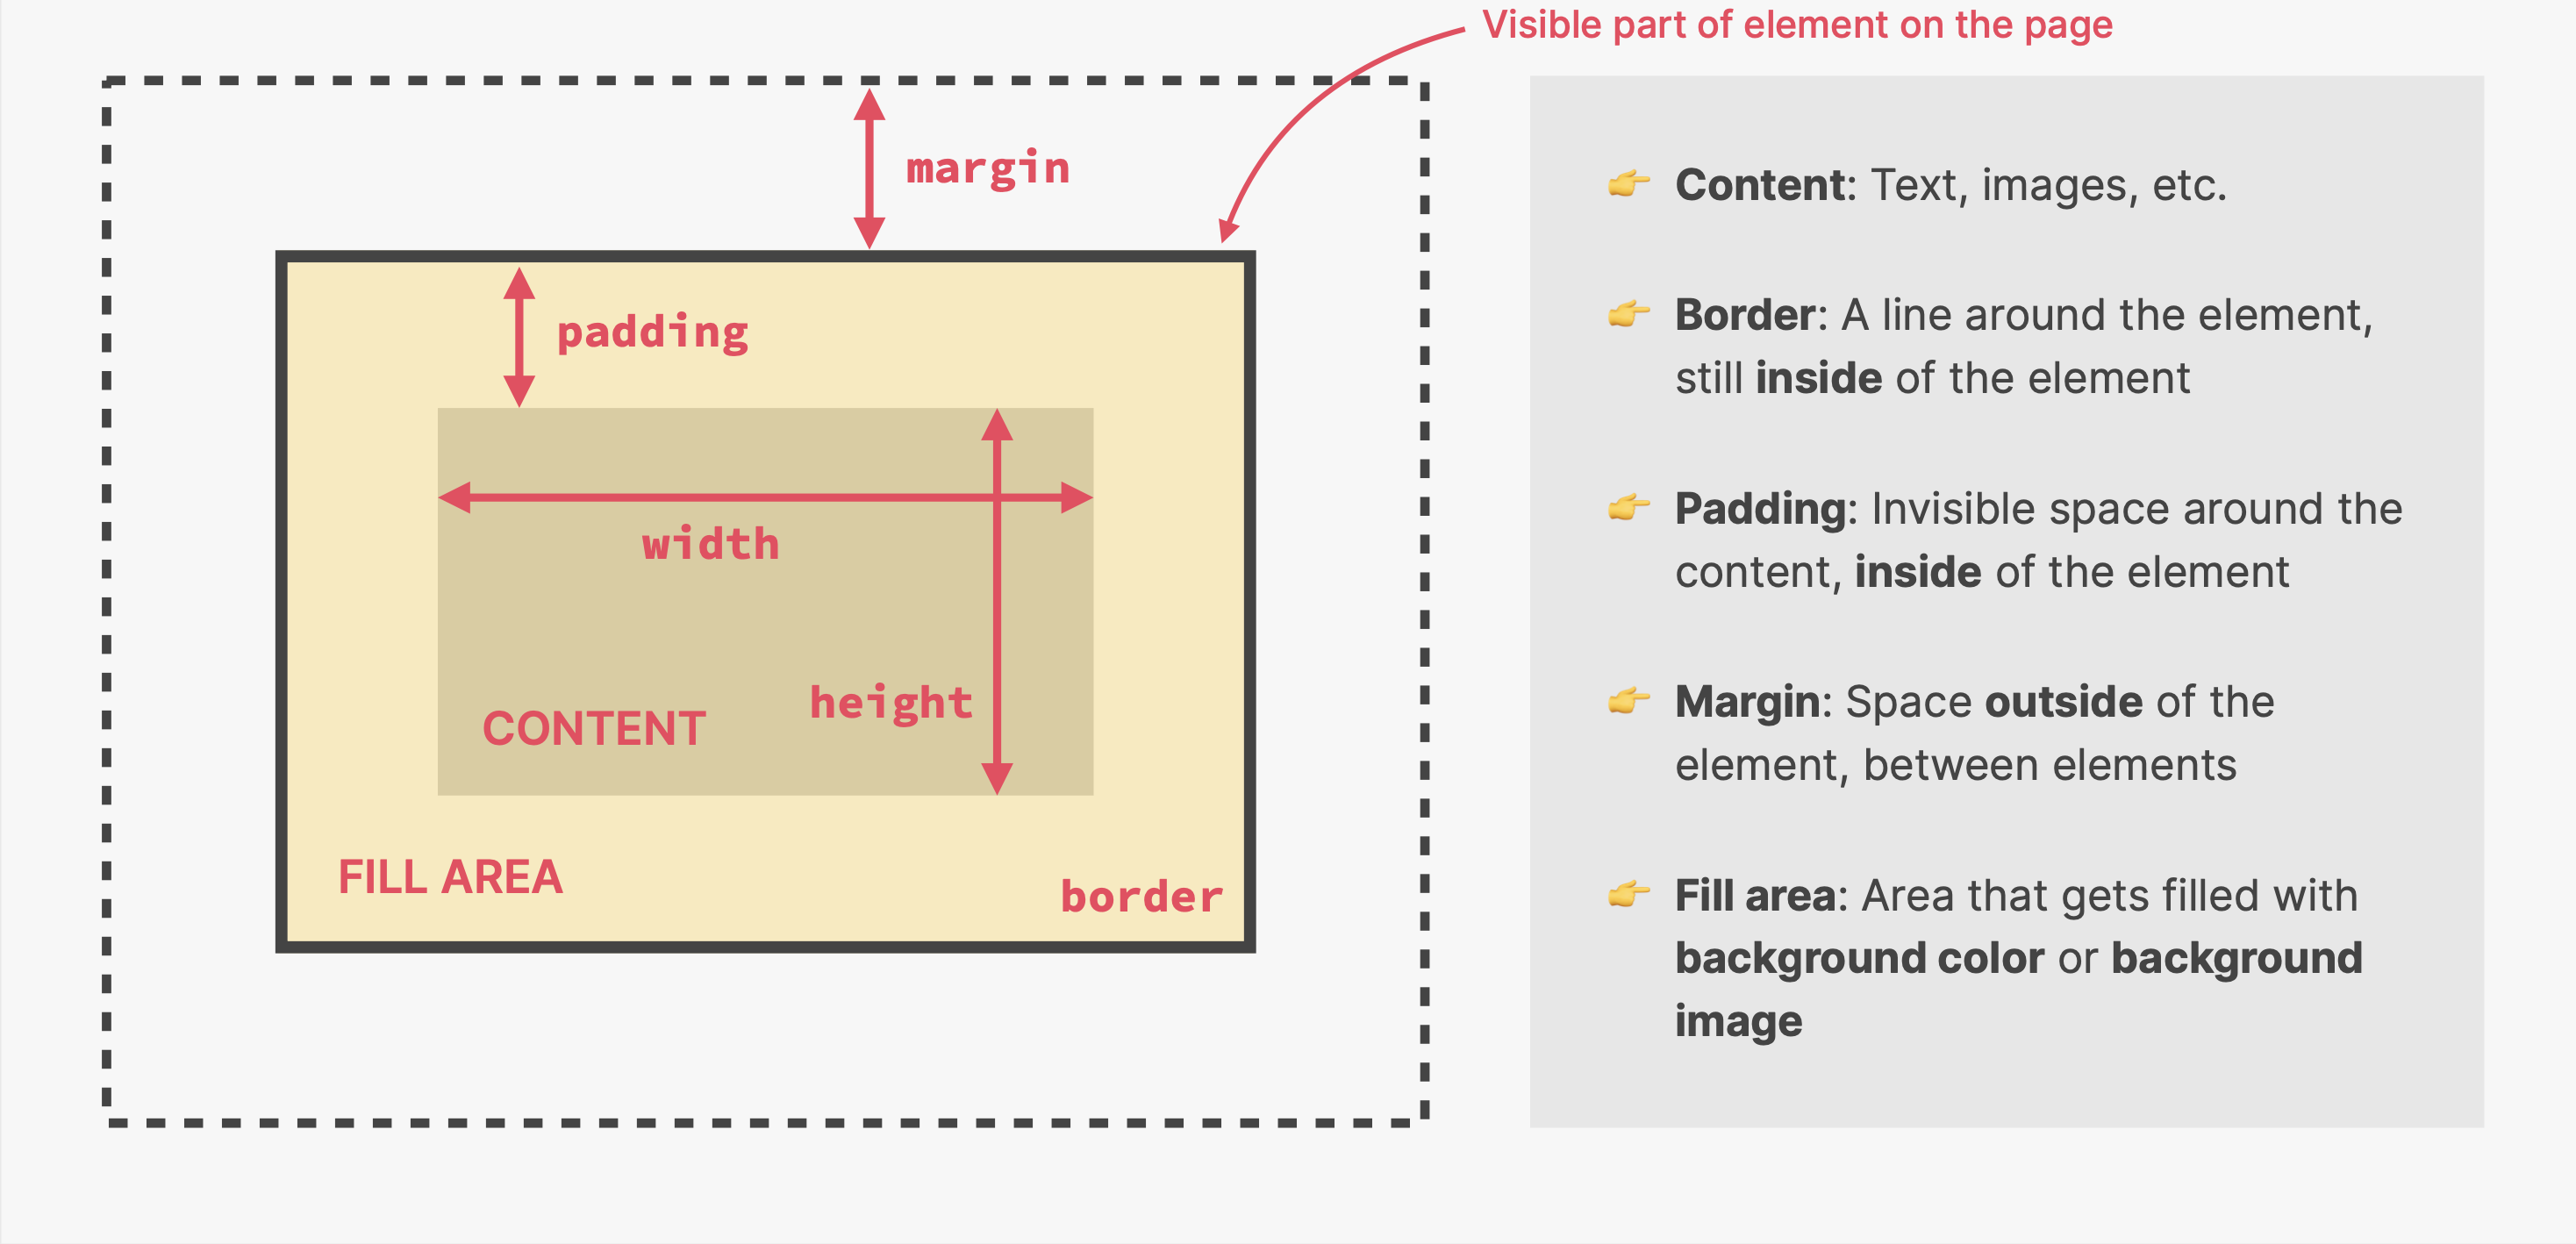 Visible part of element on the page
margin
padding
width
height
CONTENT
FILL AREA
border
👉 Content: Text, images, etc.
👉 Border: A line around the element,
still inside of the element
👉 Padding: Invisible space around the
content, inside of the element
👉 Margin: Space outside of the
element, between elements
👉 Fill area: Area that gets filled with
background color or background
image